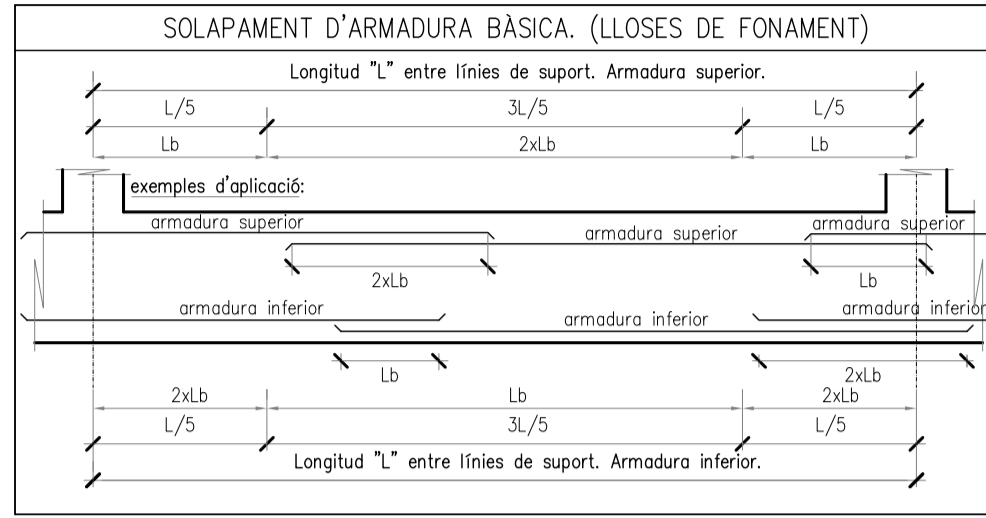 SOLAPAMENT D'ARMADURA BÀSICA. (LLOSES DE FONAMENT)
Longitud "L" entre línies de suport. Armadura superior.
L/5 3L/5 L/5
Lb 2xLb Lb
exemples d'aplicació:
armadura superior armadura superior armadura superior
2xLb Lb
armadura inferior armadura inferior armadura inferior
Lb 2xLb
2xLb Lb 2xLb
L/5 3L/5 L/5
Longitud "L" entre línies de suport. Armadura inferior.